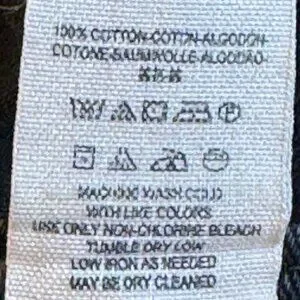 100% COTTON-COTON-ALGODON-
COTONE-BAUMWOLLE-ALGODÃO-
MACHINE WASH COLD
WITH LIKE COLORS
USE ONLY NON-CHLORINE BLEACH
TUMBLE DRY LOW
LOW IRON AS NEEDED
MAY BE DRY CLEANED